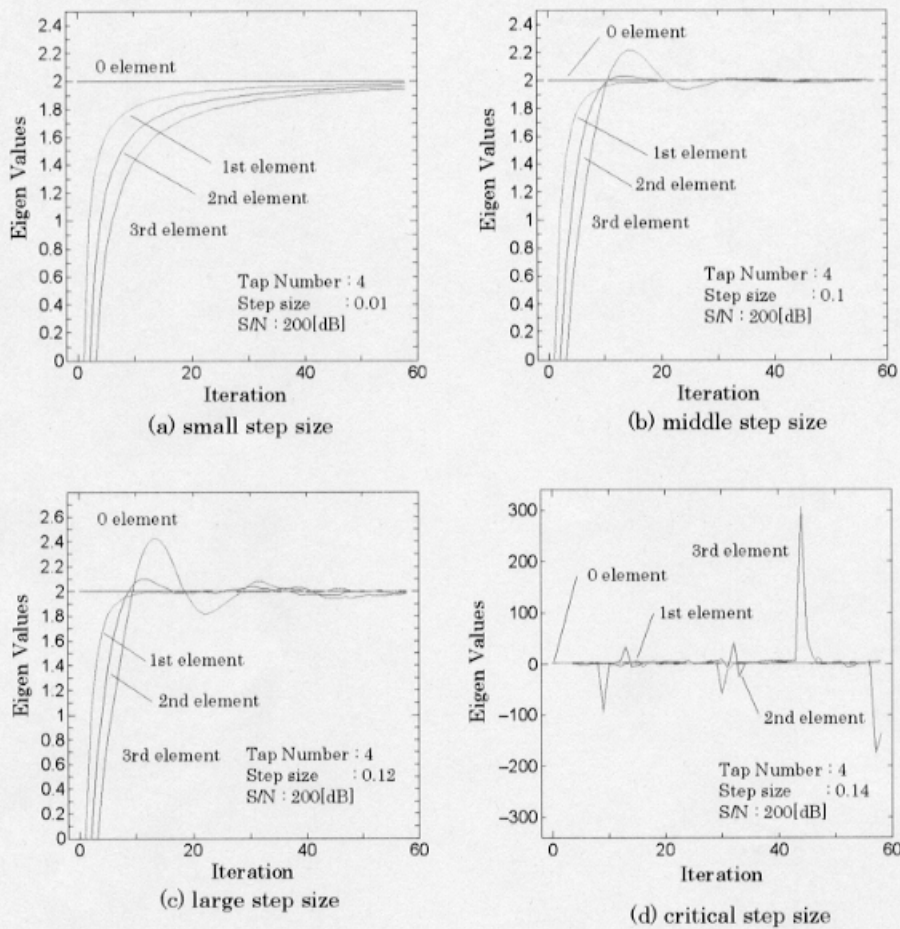 2.4
2.2
2
1.8
1.6
1.4
1.2
1
0.8
0.6
0.4
0.2
0
Eigen Values
0 element
1st element
2nd element
3rd element
Tap Number : 4
Step size : 0.01
S/N : 200[dB]
0 20 40 60
Iteration
(a) small step size
2.4
2.2
2
1.8
1.6
1.4
1.2
1
0.8
0.6
0.4
0.2
0
Eigen Values
0 element
1st element
2nd element
3rd element
Tap Number : 4
Step size : 0.1
S/N : 200[dB]
0 20 40 60
Iteration
(b) middle step size
2.6
2.4
2.2
2
1.8
1.6
1.4
1.2
1
0.8
0.6
0.4
0.2
0
Eigen Values
0 element
1st element
2nd element
3rd element
Tap Number : 4
Step size : 0.12
S/N : 200[dB]
0 20 40 60
Iteration
(c) large step size
300
200
100
0
-100
-200
-300
Eigen Values
3rd element
0 element
1st element
2nd element
Tap Number : 4
Step size : 0.14
S/N : 200[dB]
0 20 40 60
Iteration
(d) critical step size